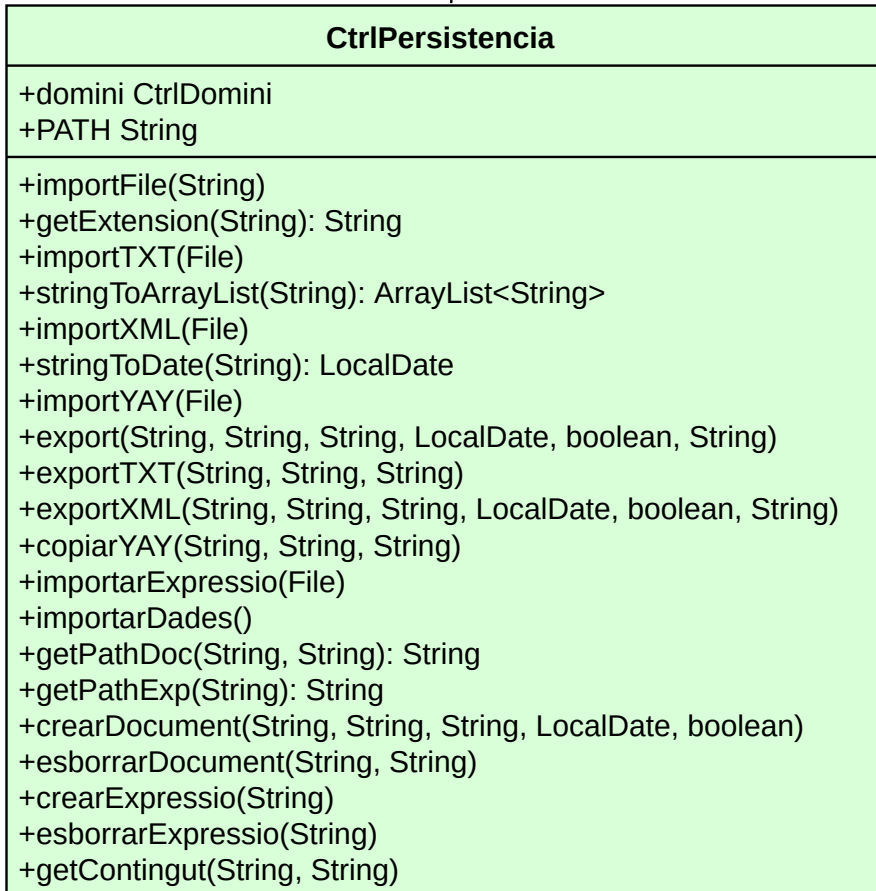 CtrlPersistencia
+domini CtrlDomini
+PATH String
+importFile(String)
+getExtension(String): String
+importTXT(File)
+stringToArrayList(String): ArrayList<String>
+importXML(File)
+stringToDate(String): LocalDate
+importYAY(File)
+export(String, String, String, LocalDate, boolean, String)
+exportTXT(String, String, String)
+exportXML(String, String, String, LocalDate, boolean, String)
+copiarYAY(String, String, String)
+importarExpressio(File)
+importarDades()
+getPathDoc(String, String): String
+getPathExp(String): String
+crearDocument(String, String, String, LocalDate, boolean)
+esborrarDocument(String, String)
+crearExpressio(String)
+esborrarExpressio(String)
+getContingut(String, String)